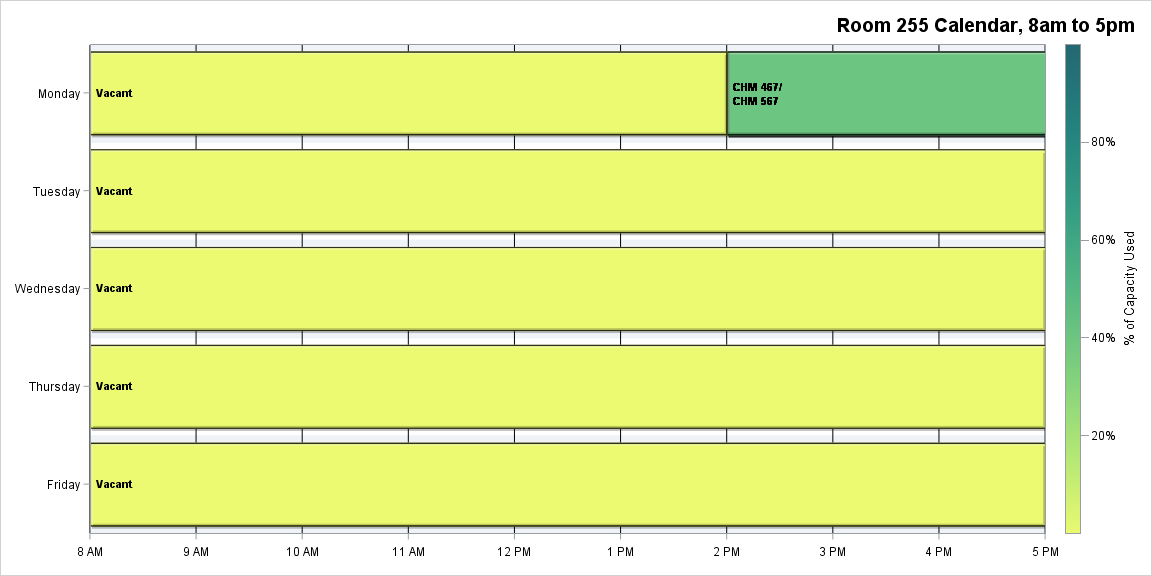 Room 255 Calendar, 8am to 5pm
Monday
Vacant
CHM 467/
CHM 567
Tuesday
Vacant
Wednesday
Vacant
Thursday
Vacant
Friday
Vacant
8 AM 9 AM 10 AM 11 AM 12 PM 1 PM 2 PM 3 PM 4 PM 5 PM
80%
60%
40%
20%
% of Capacity Used